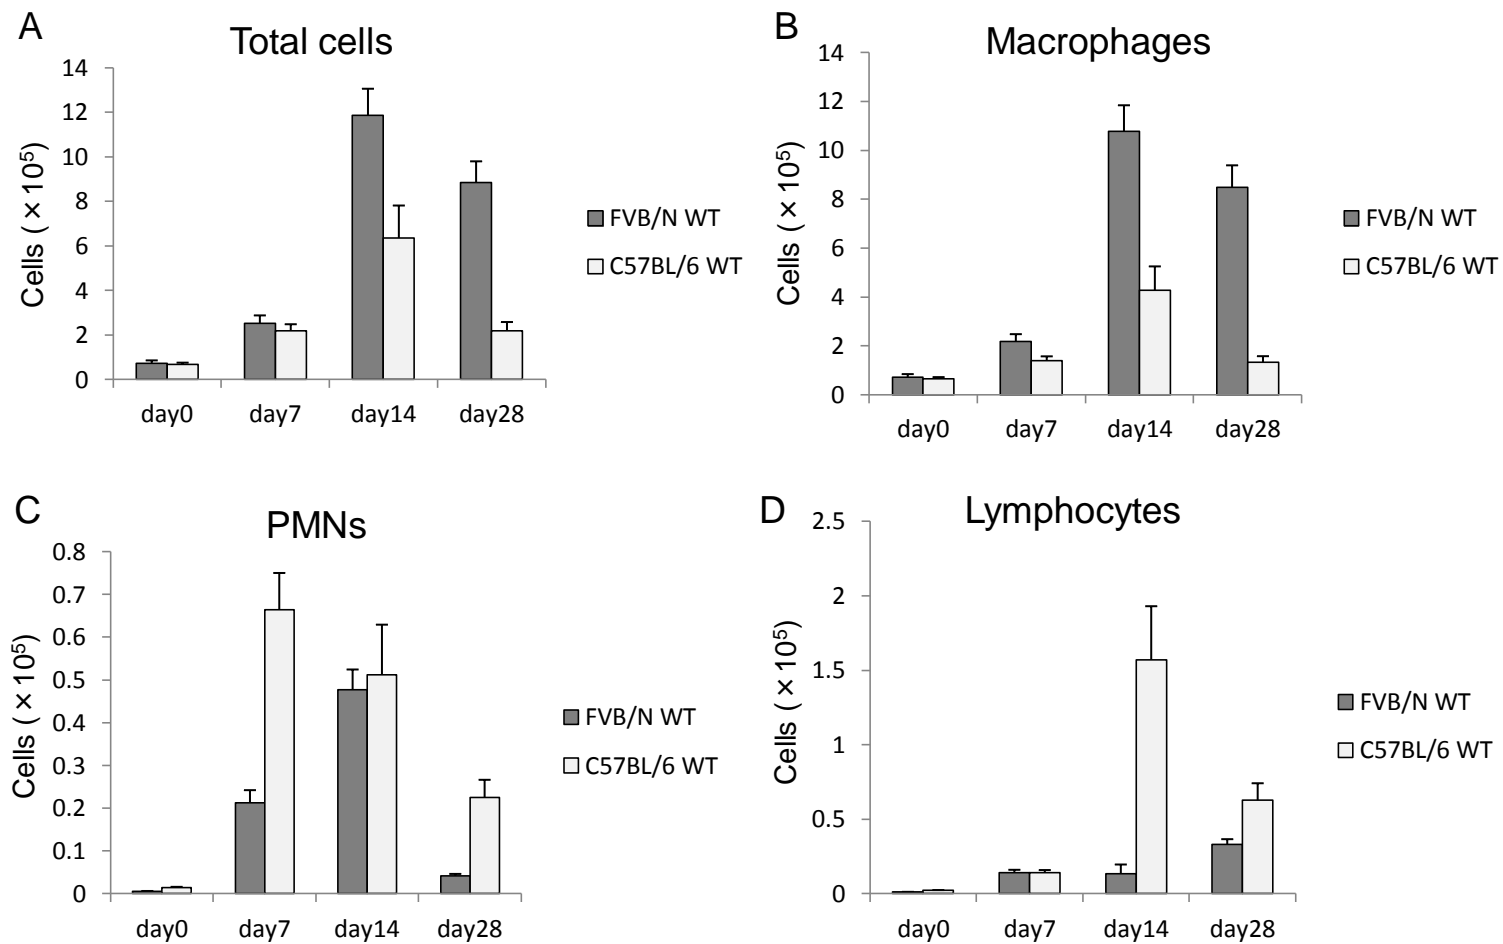 A
Total cells
Cells (×10⁵)
14
12
10
8
6
4
2
0
day0 day7 day14 day28
FVB/N WT
C57BL/6 WT
B
Macrophages
Cells (×10⁵)
14
12
10
8
6
4
2
0
day0 day7 day14 day28
FVB/N WT
C57BL/6 WT
C
PMNs
Cells (×10⁵)
0.8
0.7
0.6
0.5
0.4
0.3
0.2
0.1
0
day0 day7 day14 day28
FVB/N WT
C57BL/6 WT
D
Lymphocytes
Cells (×10⁵)
2.5
2
1.5
1
0.5
0
day0 day7 day14 day28
FVB/N WT
C57BL/6 WT